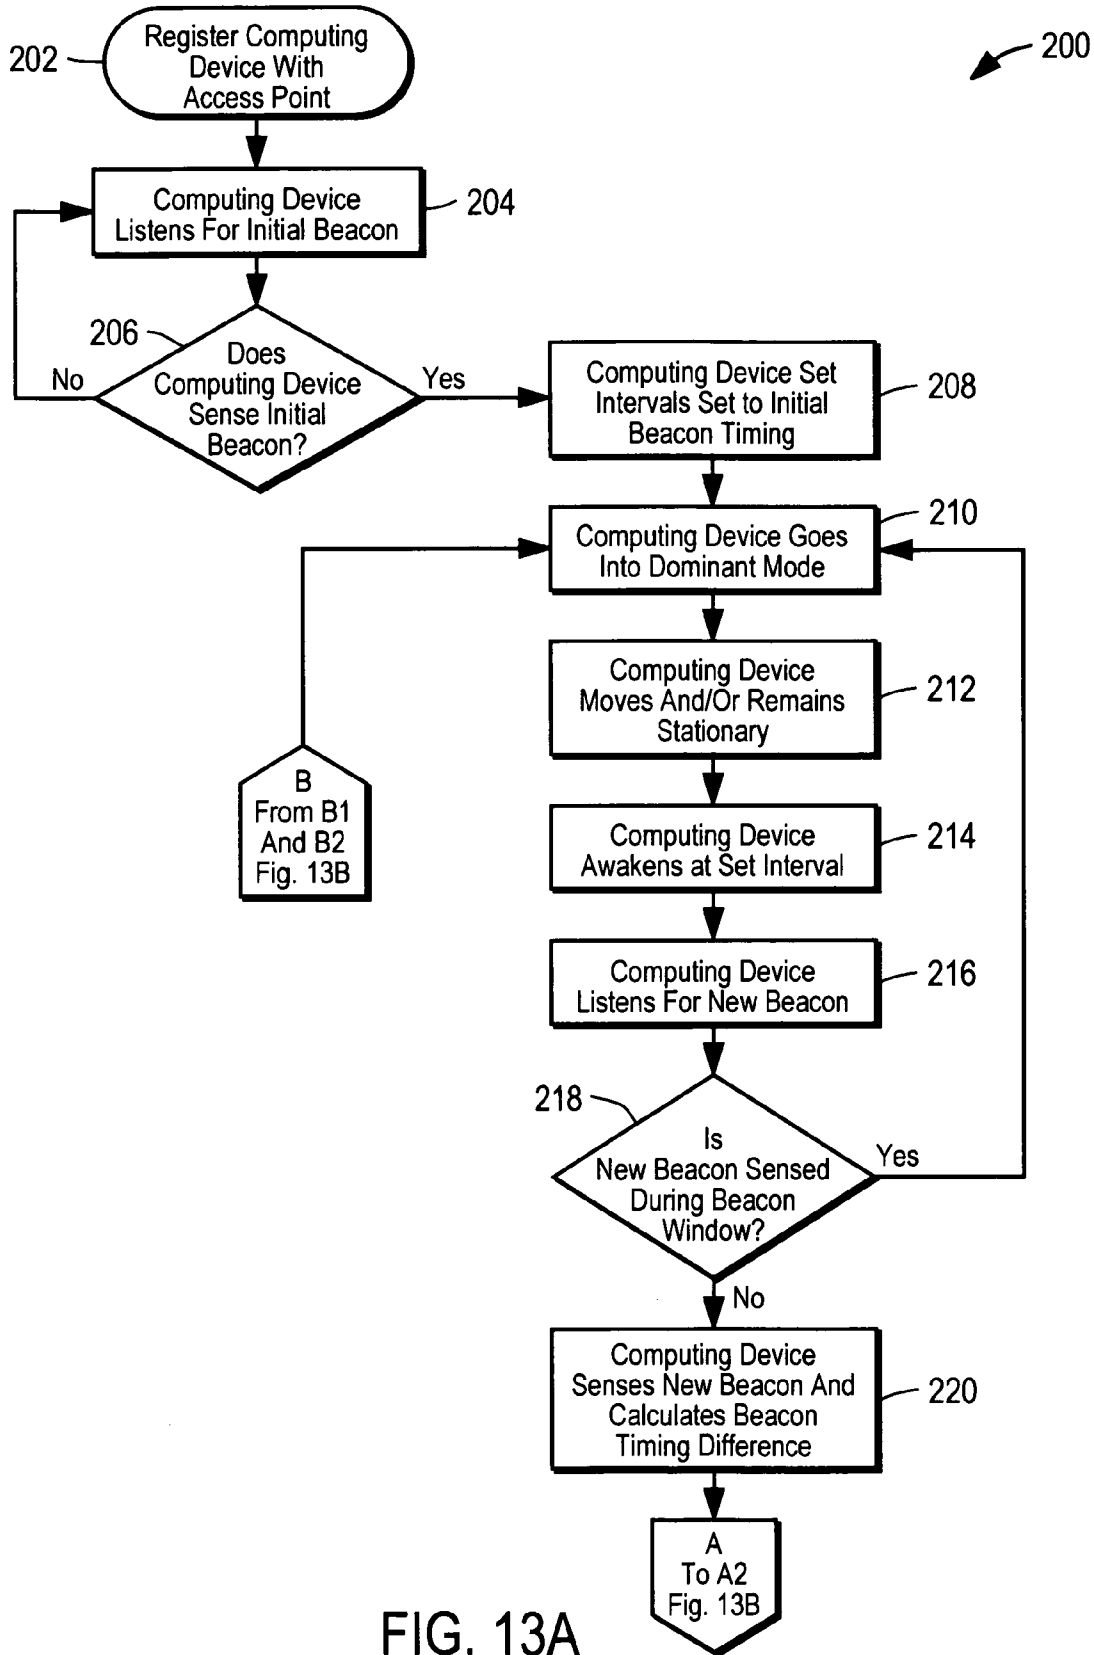 Register Computing
Device With
Access Point
202
200
Computing Device
Listens For Initial Beacon
204
206
Does
Computing Device
Sense Initial
Beacon?
No
Yes
Computing Device Set
Intervals Set to Initial
Beacon Timing
208
Computing Device Goes
Into Dominant Mode
210
Computing Device
Moves And/Or Remains
Stationary
212
B
From B1
And B2
Fig. 13B
Computing Device
Awakens at Set Interval
214
Computing Device
Listens For New Beacon
216
218
Is
New Beacon Sensed
During Beacon
Window?
Yes
No
Computing Device
Senses New Beacon And
Calculates Beacon
Timing Difference
220
A
To A2
Fig. 13B
FIG. 13A